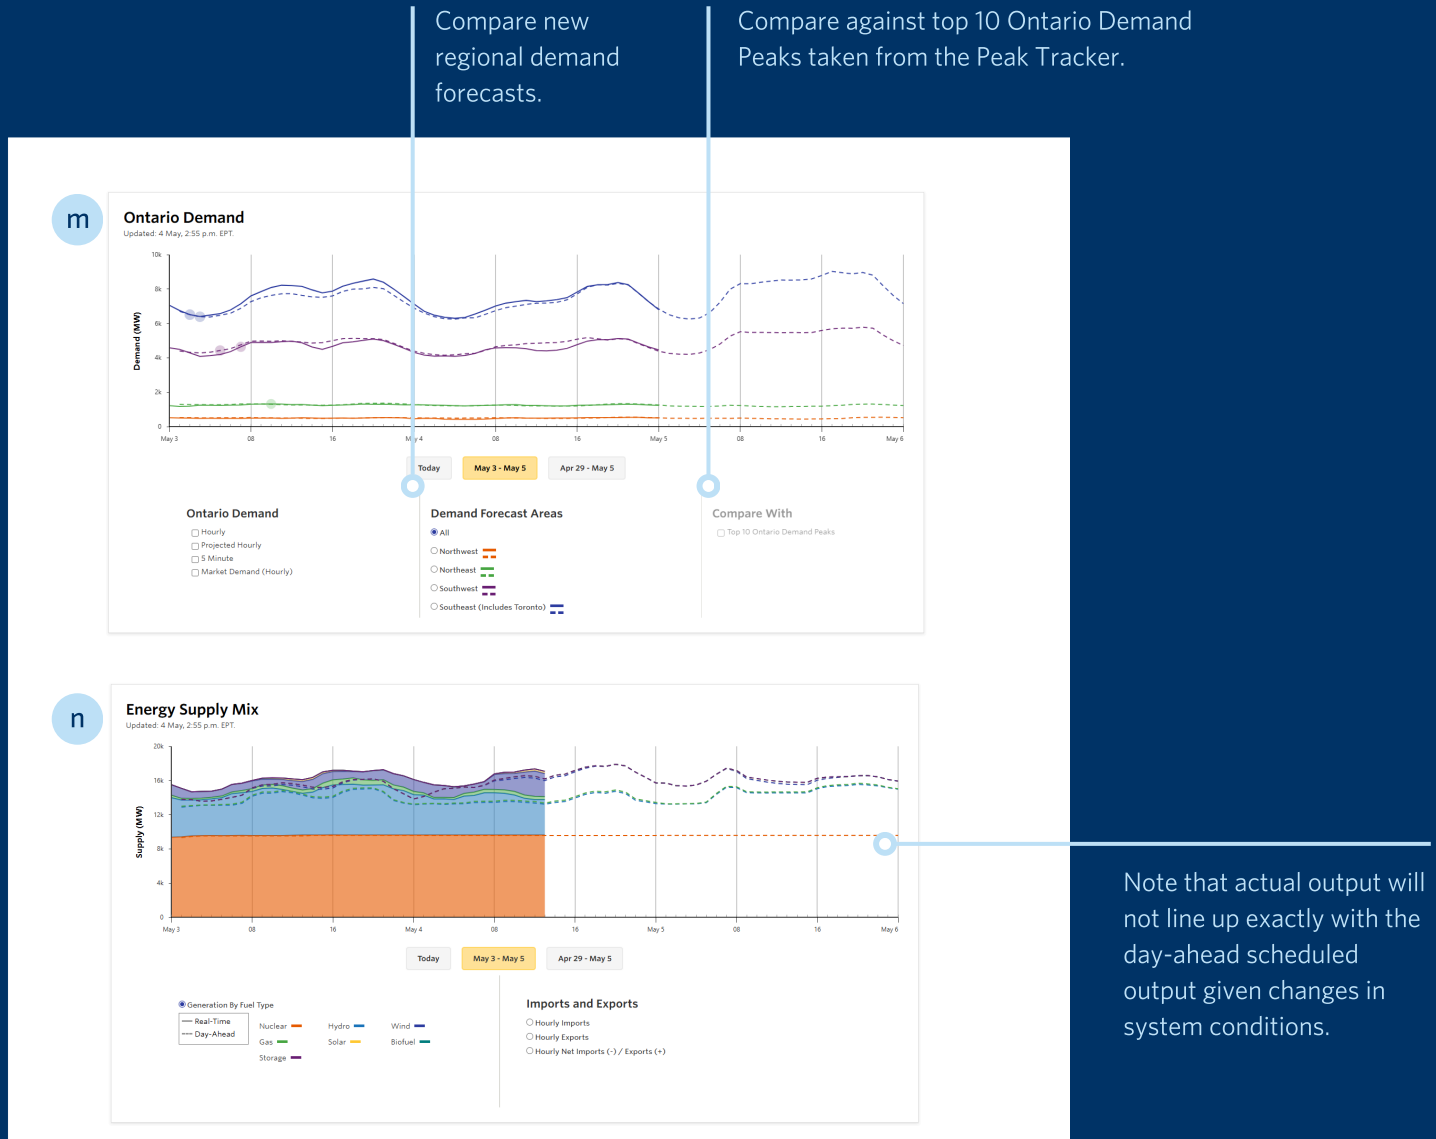 Compare new
regional demand
forecasts.
Compare against top 10 Ontario Demand
Peaks taken from the Peak Tracker.
m
Ontario Demand
Updated: 4 May, 2:55 p.m. EPT.
Demand (MW)
10k
8k
6k
4k
2k
0
May 3 08 16 May 4 08 16 May 5 08 16 May 6
Today May 3 - May 5 Apr 29 - May 5
Ontario Demand
Hourly
Projected Hourly
5 Minute
Market Demand (Hourly)
Demand Forecast Areas
All
Northwest
Northeast
Southwest
Southeast (Includes Toronto)
Compare With
Top 10 Ontario Demand Peaks
n
Energy Supply Mix
Updated: 4 May, 2:55 p.m. EPT.
Supply (MW)
20k
16k
12k
8k
4k
0
May 3 08 16 May 4 08 16 May 5 08 16 May 6
Today May 3 - May 5 Apr 29 - May 5
Generation By Fuel Type
Real-Time
Day-Ahead
Nuclear Hydro Wind
Gas Solar Biofuel
Storage
Imports and Exports
Hourly Imports
Hourly Exports
Hourly Net Imports (-) / Exports (+)
Note that actual output will
not line up exactly with the
day-ahead scheduled
output given changes in
system conditions.